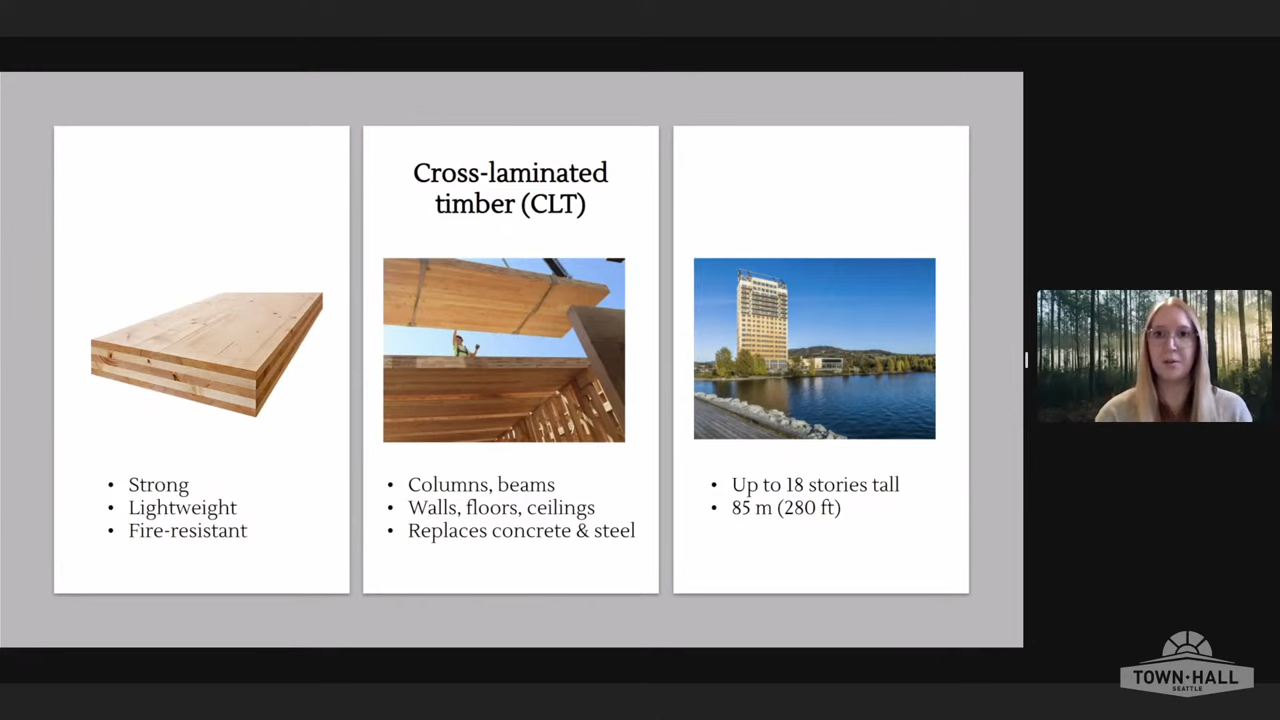 Cross-laminated
timber (CLT)
• Strong
• Lightweight
• Fire-resistant
• Columns, beams
• Walls, floors, ceilings
• Replaces concrete & steel
• Up to 18 stories tall
• 85 m (280 ft)
TOWN·HALL
SEATTLE